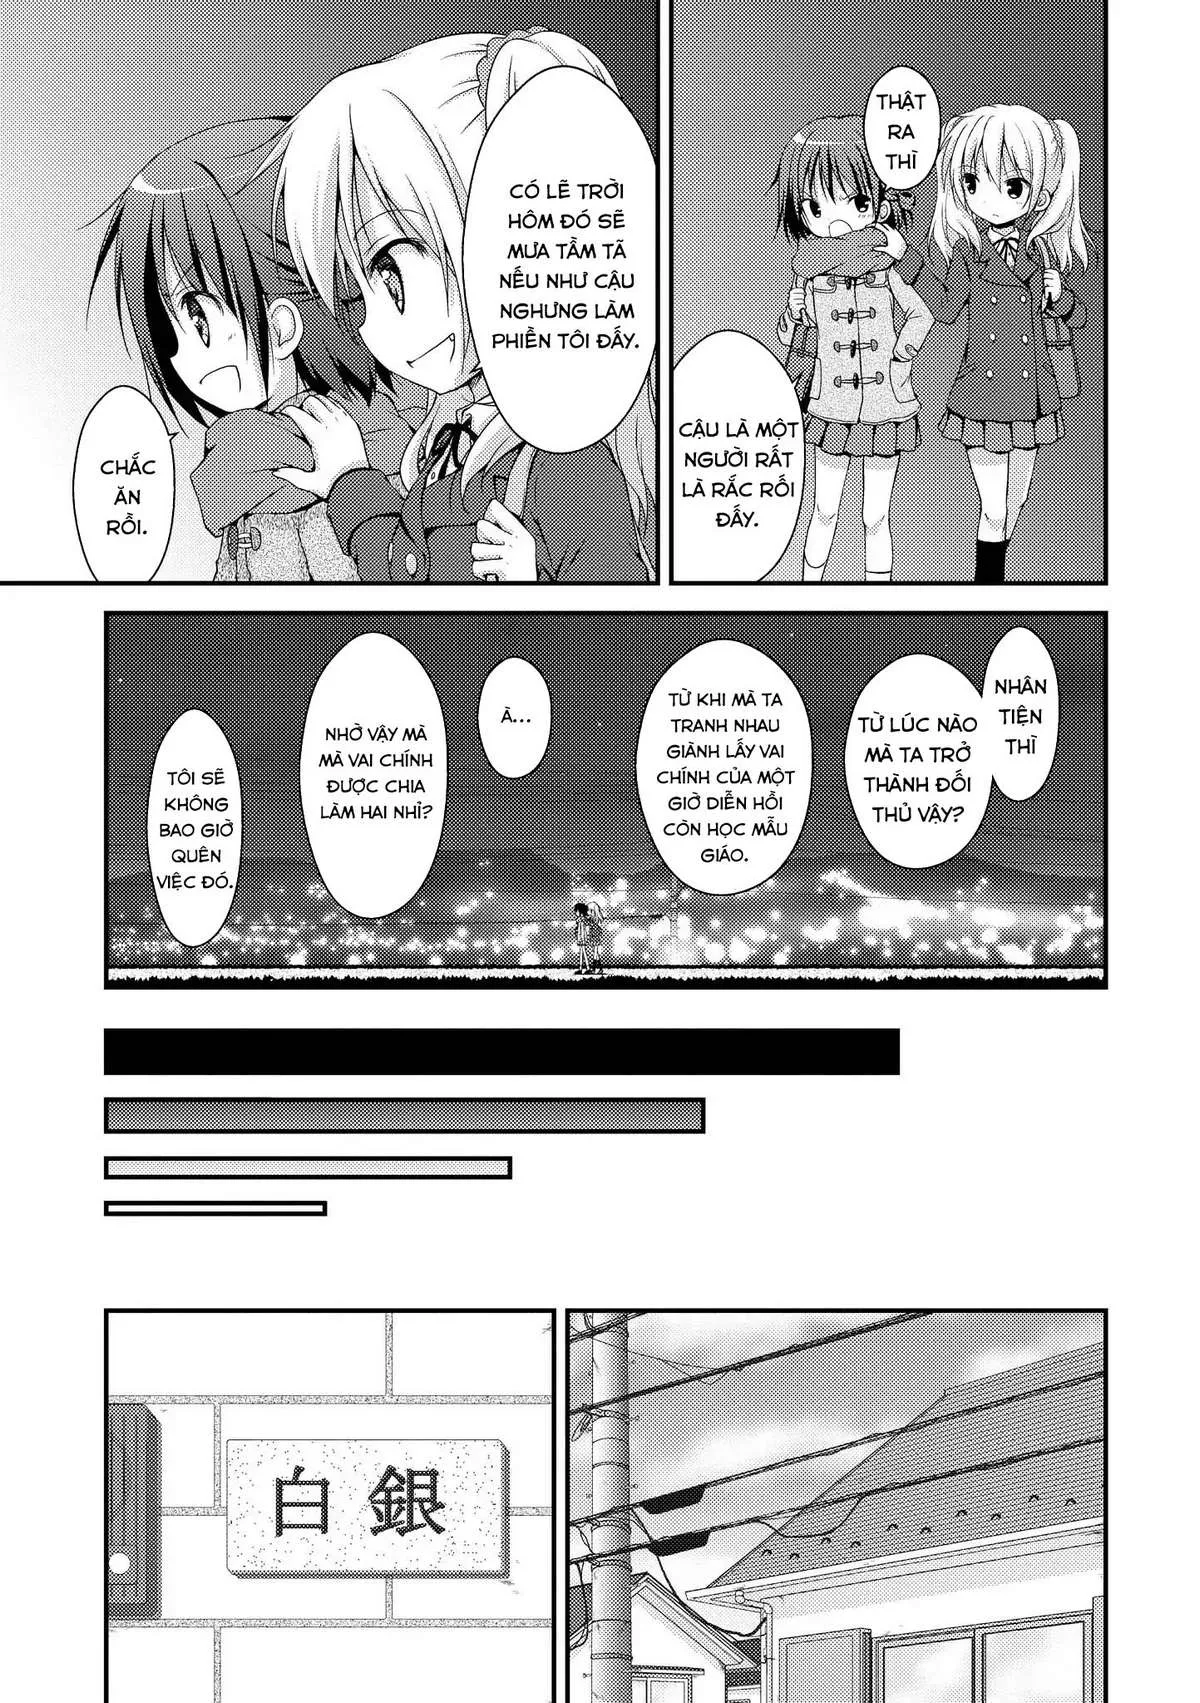 THẬT
RA
THÌ
CẬU LÀ MỘT
NGƯỜI RẤT
LÀ RẮC RỐI
ĐẤY.
CÓ LẼ TRỜI
HÔM ĐÓ SẼ
MƯA TẦM TÃ
NẾU NHƯ CẬU
NGHƯNG LÀM
PHIỀN TÔI ĐẤY.
CHẮC
ĂN
RỒI.
NHÂN
TIỆN
THÌ
TỪ LÚC NÀO
MÀ TA TRỞ
THÀNH ĐỐI
THỦ VẬY?
TỪ KHI MÀ TA
TRANH NHAU
GIÀNH LẤY VAI
CHÍNH CỦA MỘT
GIỜ DIỄN HỒI
CÒN HỌC MẪU
GIÁO.
À...
NHỜ VẬY MÀ
MÀ VAI CHÍNH
ĐƯỢC CHIA
LÀM HAI NHỈ?
TÔI SẼ
KHÔNG
BAO GIỜ
QUÊN
VIỆC ĐÓ.
白銀